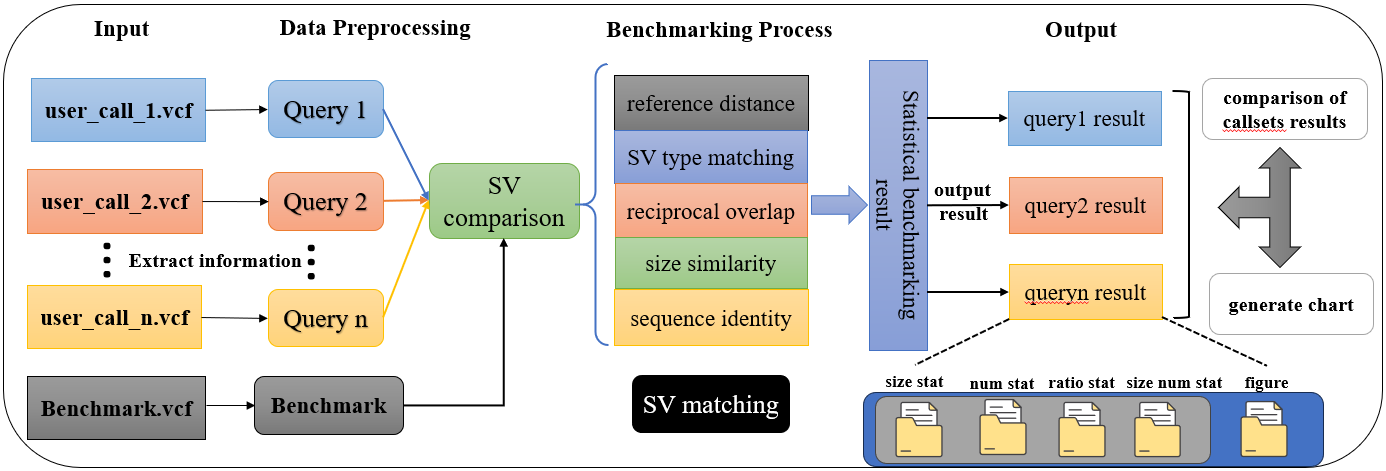 Input
Data Preprocessing
Benchmarking Process
Output
user_call_1.vcf
user_call_2.vcf
Extract information
user_call_n.vcf
Benchmark.vcf
Query 1
Query 2
Query n
Benchmark
SV
comparison
reference distance
SV type matching
reciprocal overlap
size similarity
sequence identity
SV matching
Statistical benchmarking
result
output
result
query1 result
query2 result
queryn result
comparison of
callsets results
generate chart
size stat
num stat
ratio stat
size num stat
figure